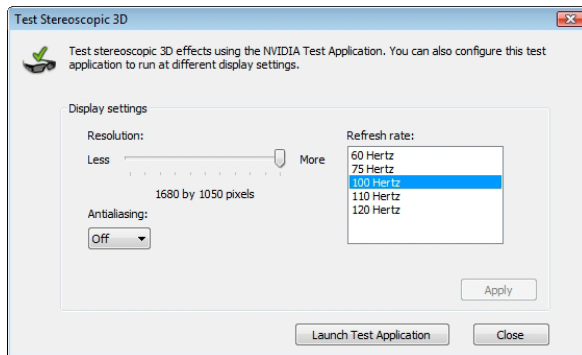 Test Stereoscopic 3D
Test stereoscopic 3D effects using the NVIDIA Test Application. You can also configure this test
application to run at different display settings.
Display settings
Resolution:
Less
More
1680 by 1050 pixels
Antialiasing:
Off
Refresh rate:
60 Hertz
75 Hertz
100 Hertz
110 Hertz
120 Hertz
Apply
Launch Test Application
Close